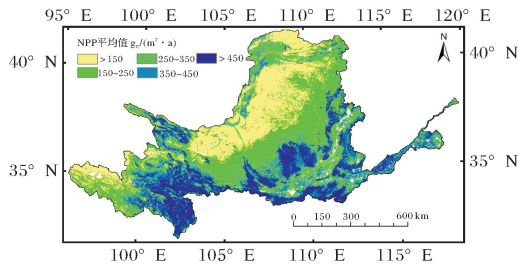 95° E 100° E 105° E 110° E 115° E 120° E
NPP平均值 g_c/(m²·a)
>150 250~350 >450
150~250 350~450
N
40° N 40° N
35° N 35° N
0 150 300 600 km
100° E 105° E 110° E 115° E